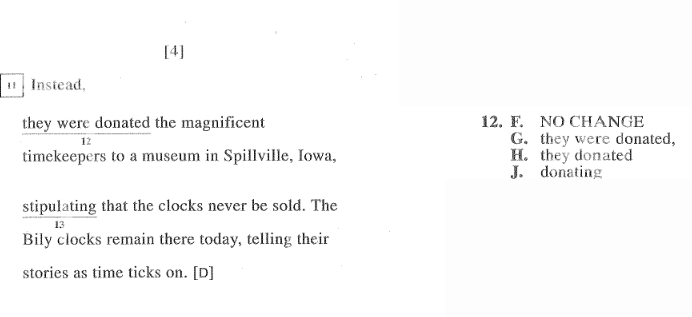 [4]
11 Instead,
they were donated the magnificent
12
timekeepers to a museum in Spillville, Iowa,
stipulating that the clocks never be sold. The
13
Bily clocks remain there today, telling their
stories as time ticks on. [D]
12. F. NO CHANGE
G. they were donated,
H. they donated
J. donating